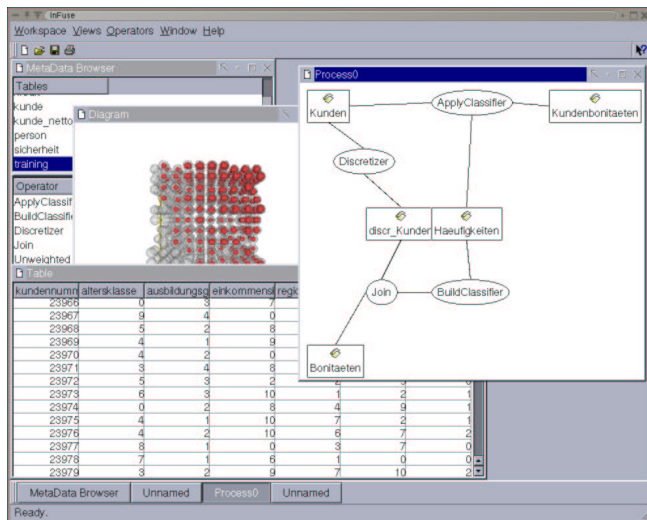 InFuse
Workspace Views Operators Window Help
MetaData Browser
Tables
kunde
kunde_netto
person
sicherheit
training
Operator
ApplyClassif
BuildClassifi
Discretizer
Join
Unweighted
Diagram
Process0
Kunden
ApplyClassifier
Kundenbonitaeten
Discretizer
discr_Kunden
Haeufigkeiten
Join
BuildClassifier
Bonitaeten
Table
kundennumn altersklasse ausbildungsg einkommensl regio
23966 0 3 7
23967 9 4 0
23968 5 2 8
23969 4 1 9
23970 4 2 0
23971 3 4 8
23972 5 3 2 2 3 0
23973 6 3 10 1 2 1
23974 0 2 8 4 9 1
23975 4 1 10 7 2 1
23976 4 2 10 6 7 2
23977 8 1 0 3 7 0
23978 7 1 6 1 0 0
23979 3 2 9 7 10 2
MetaData Browser Unnamed Process0 Unnamed
Ready.